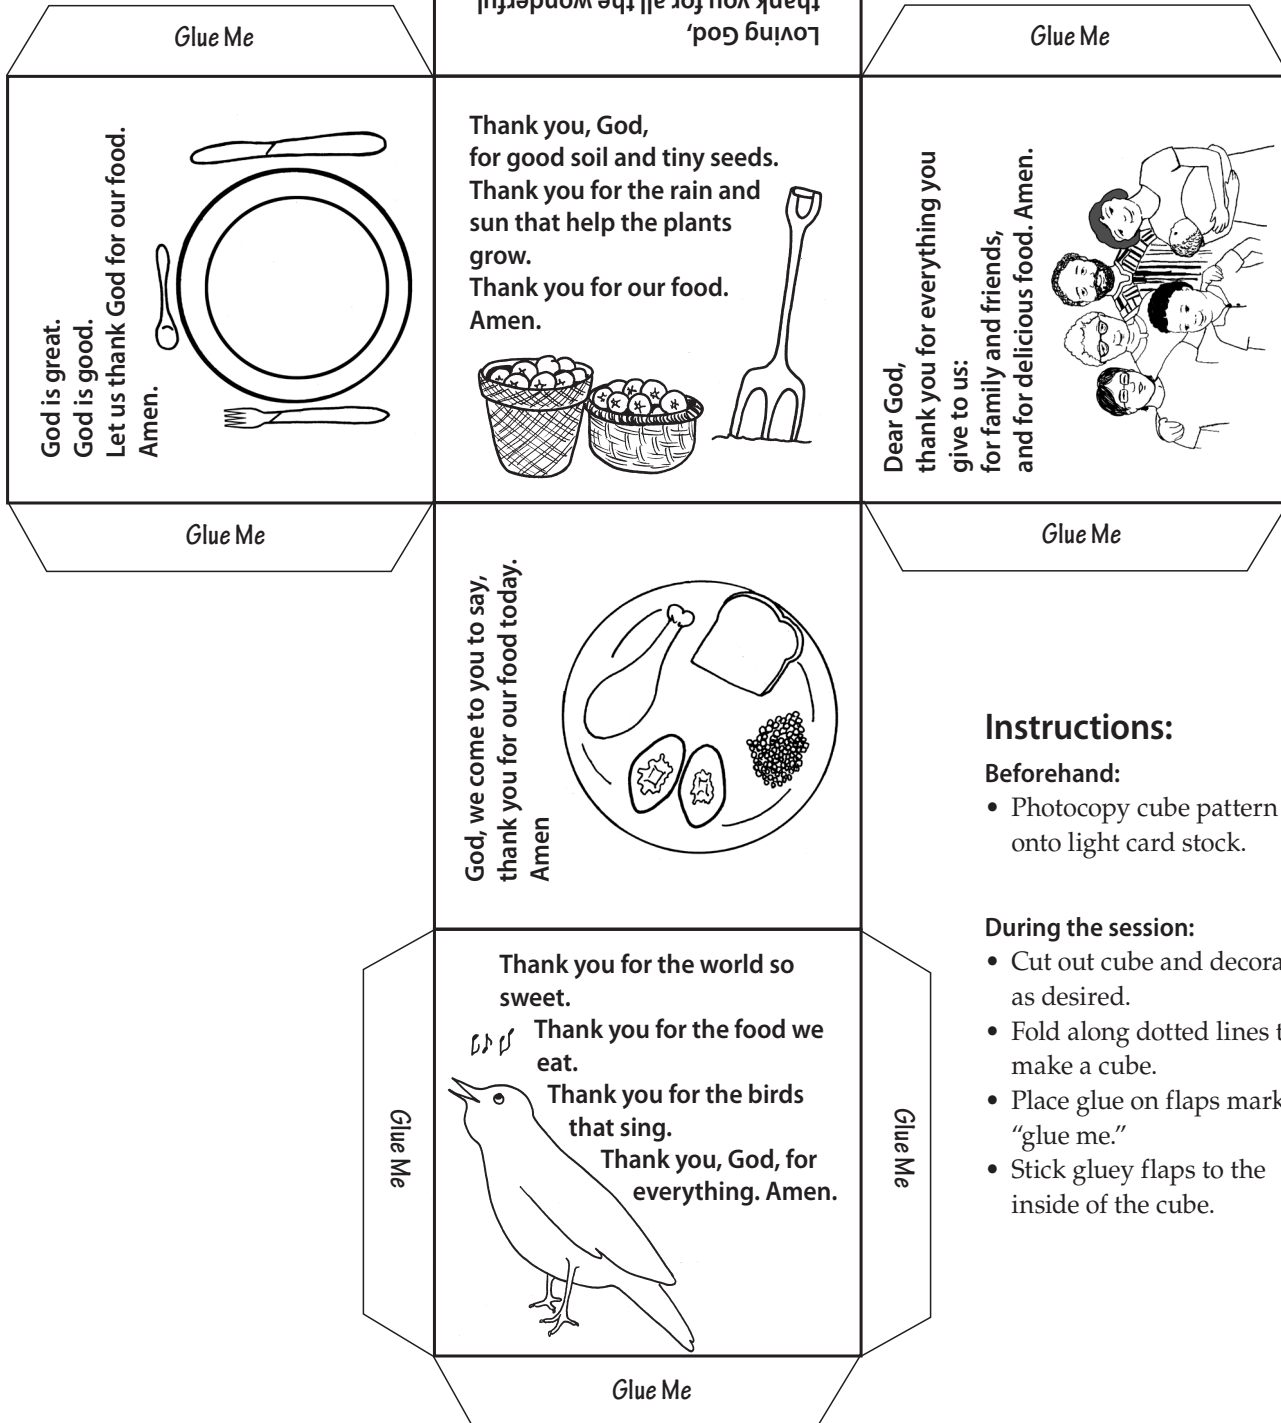 Loving God,
thank you for all the wonderful
Glue Me
Glue Me
God is great.
God is good.
Let us thank God for our food.
Amen.
Thank you, God,
for good soil and tiny seeds.
Thank you for the rain and
sun that help the plants
grow.
Thank you for our food.
Amen.
Dear God,
thank you for everything you
give to us:
for family and friends,
and for delicious food. Amen.
Glue Me
Glue Me
God, we come to you to say,
thank you for our food today.
Amen
Instructions:
Beforehand:
• Photocopy cube pattern
onto light card stock.
During the session:
• Cut out cube and
as desired.
• Fold along dotted lines
make a cube.
• Place glue on flaps
“glue me.”
• Stick gluey flaps to the
inside of the cube.
Thank you for the world so
sweet.
Thank you for the food we
eat.
Thank you for the birds
that sing.
Thank you, God, for
everything. Amen.
Glue Me
Glue Me
Glue Me